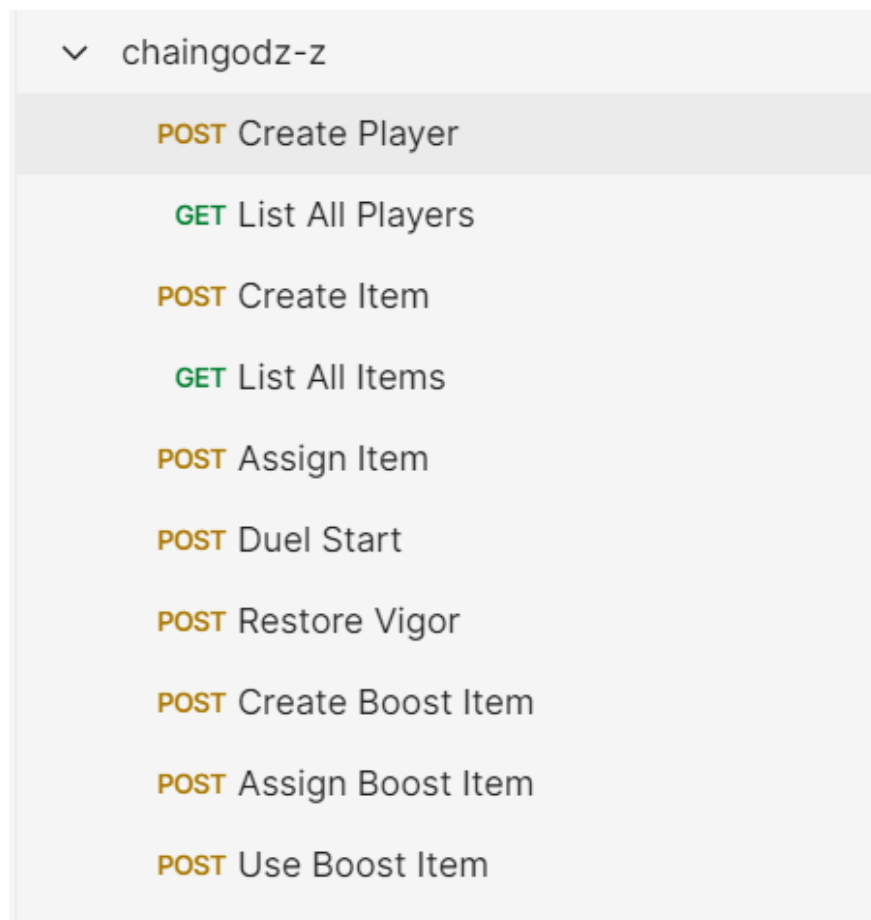 chaingodz-z
POST Create Player
GET List All Players
POST Create Item
GET List All Items
POST Assign Item
POST Duel Start
POST Restore Vigor
POST Create Boost Item
POST Assign Boost Item
POST Use Boost Item